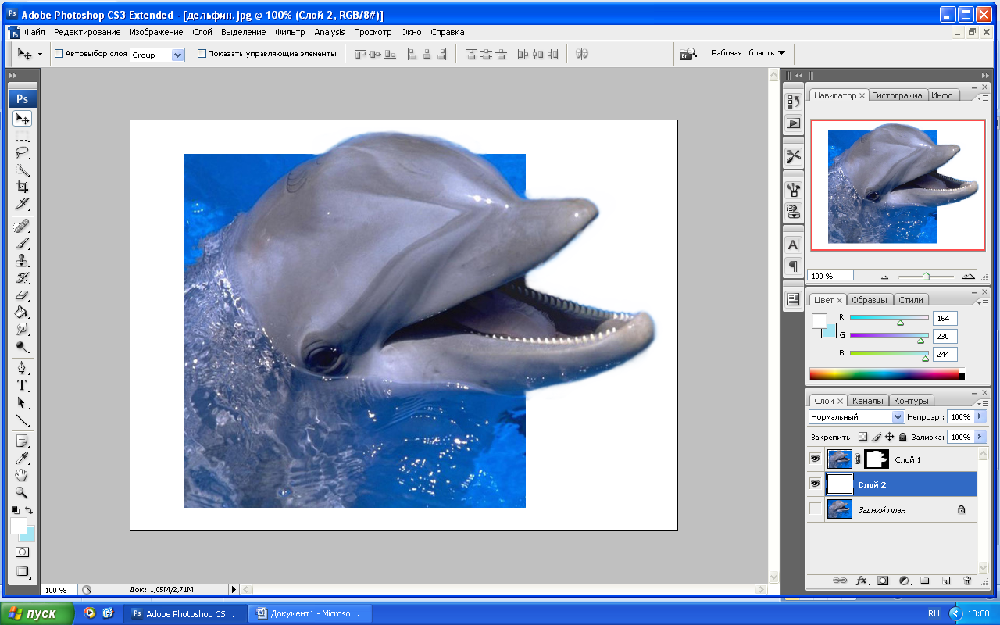 Adobe Photoshop CS3 Extended - [дельфин.jpg @ 100% (Слой 2, RGB/8#)]
Файл Редактирование Изображение Слой Выделение Фильтр Analysis Просмотр Окно Справка
Автовыбор слоя Group Показать управляющие элементы Рабочая область
Ps
Навигатор Гистограмма Инфо
100 %
Цвет Образцы Стили
R 164
G 230
B 244
Слои Каналы Контуры
Нормальный Непрозр.: 100%
Закрепить: Заливка: 100%
Слой 1
Слой 2
Задний план
100 % Док: 1,05M/2,71M
пуск Adobe Photoshop CS... Документ1 - Microso... RU 18:00